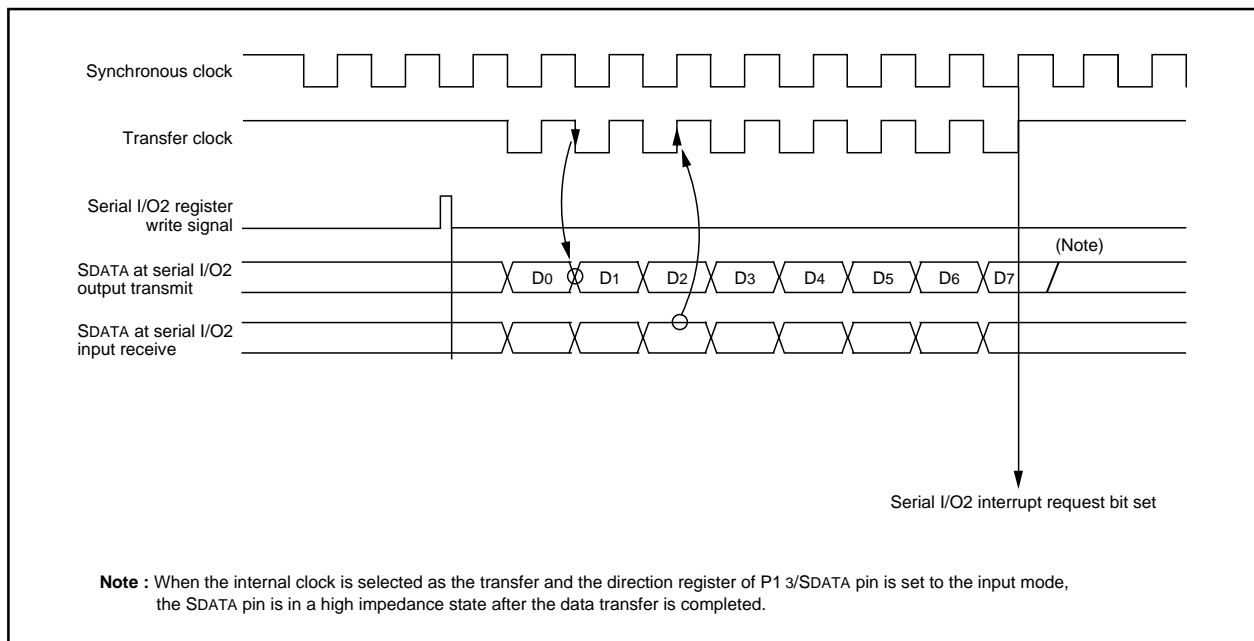 Synchronous clock
Transfer clock
Serial I/O2 register
write signal
(Note)
SDATA at serial I/O2
output transmit
D0 D1 D2 D3 D4 D5 D6 D7
SDATA at serial I/O2
input receive
Serial I/O2 interrupt request bit set
Note : When the internal clock is selected as the transfer and the direction register of P1 3/SDATA pin is set to the input mode,
the SDATA pin is in a high impedance state after the data transfer is completed.